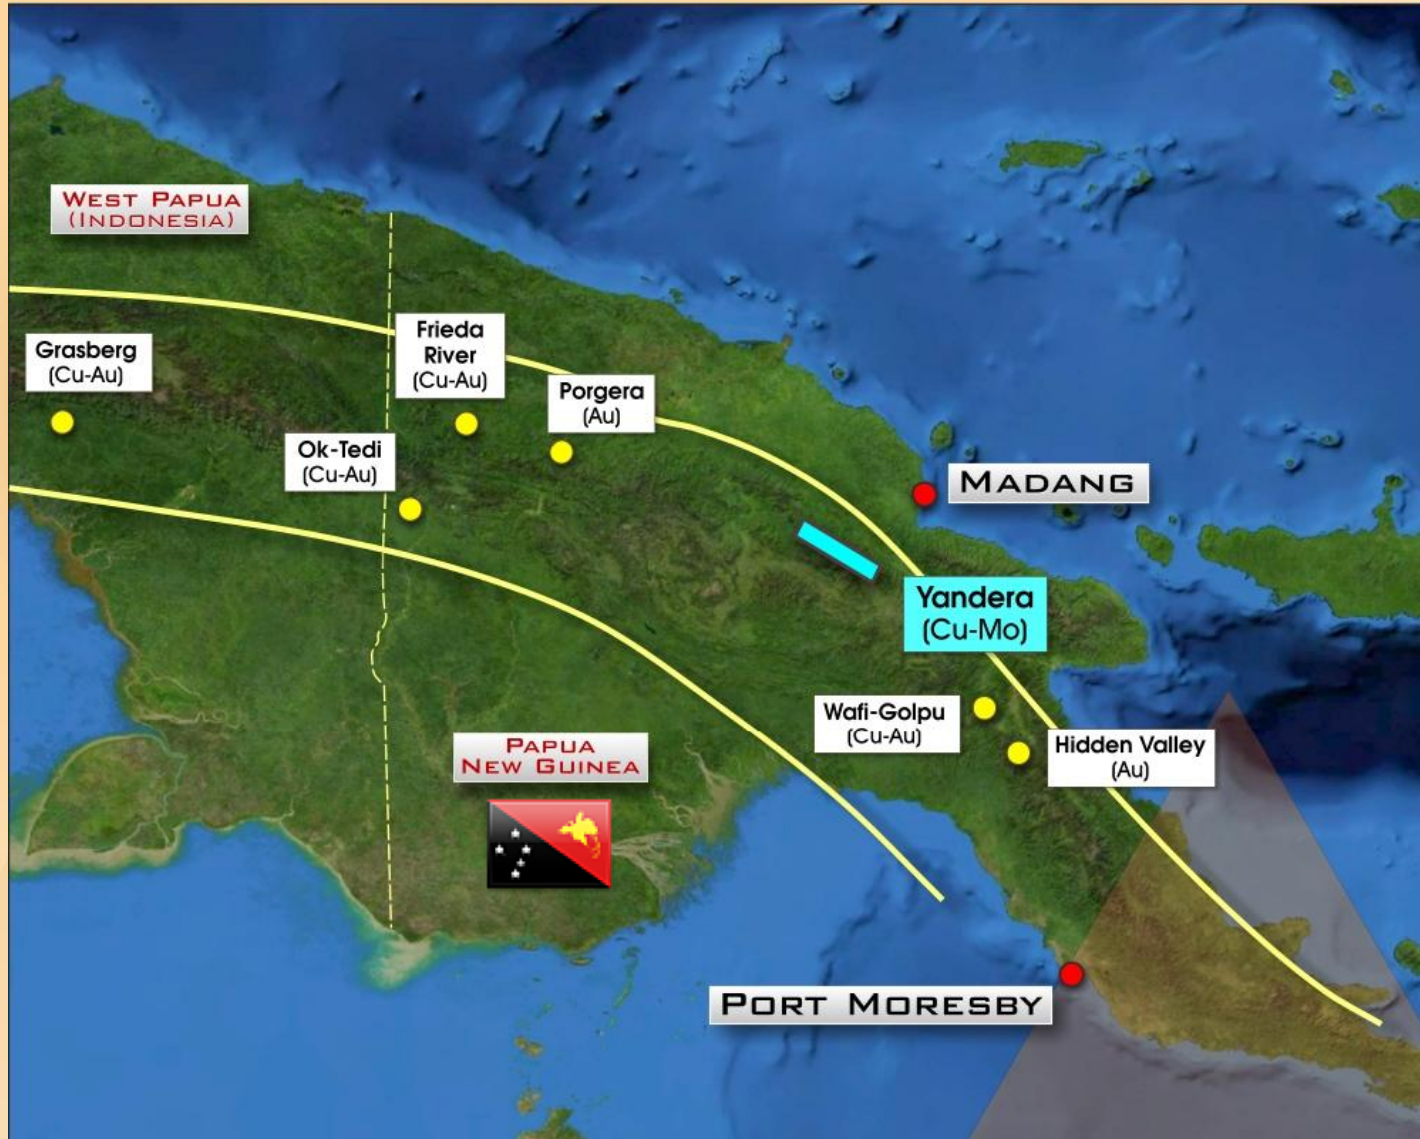 WEST PAPUA
(INDONESIA)
Grasberg
(Cu-Au)
Frieda
River
(Cu-Au)
Porgera
(Au)
Ok-Tedi
(Cu-Au)
MADANG
Yandera
(Cu-Mo)
Wafi-Golpu
(Cu-Au)
Hidden Valley
(Au)
PAPUA
NEW GUINEA
PORT MORESBY